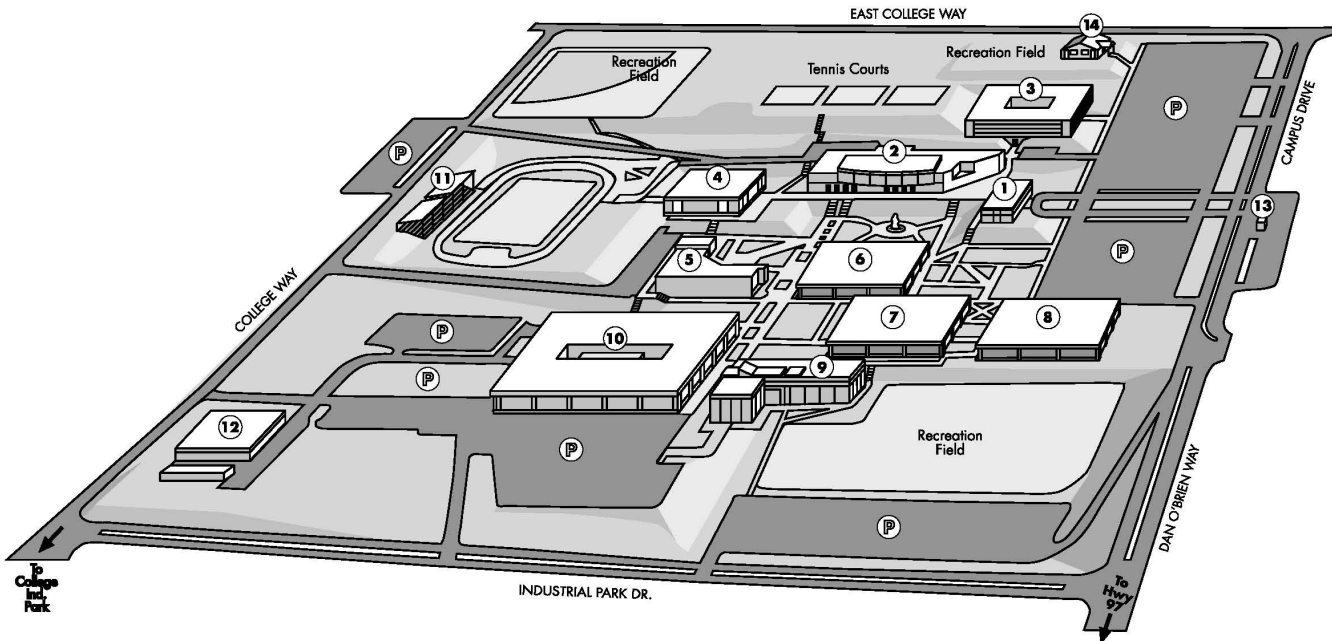 EAST COLLEGE WAY
14
Recreation Field
Recreation
Field
Tennis Courts
3
P
P
CAMPUS DRIVE
2
11
4
1
13
5
6
P
COLLEGE WAY
7
8
P
10
9
P
12
Recreation
Field
P
P
DAN O'BRIEN WAY
To
College
Ind.
Park
INDUSTRIAL PARK DR.
To
Hwy
97